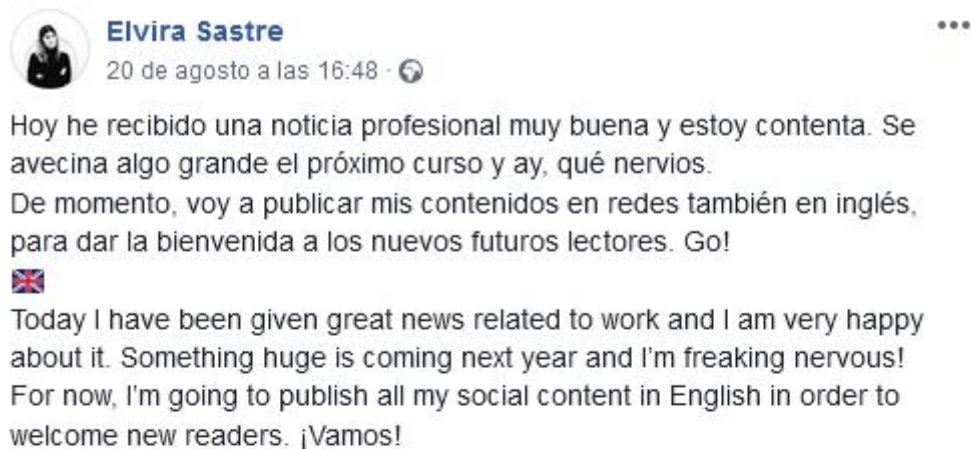 Elvira Sastre
20 de agosto a las 16:48 ·
Hoy he recibido una noticia profesional muy buena y estoy contenta. Se
avecina algo grande el próximo curso y ay, qué nervios.
De momento, voy a publicar mis contenidos en redes también en inglés,
para dar la bienvenida a los nuevos futuros lectores. Go!
Today I have been given great news related to work and I am very happy
about it. Something huge is coming next year and I'm freaking nervous!
For now, I'm going to publish all my social content in English in order to
welcome new readers. ¡Vamos!